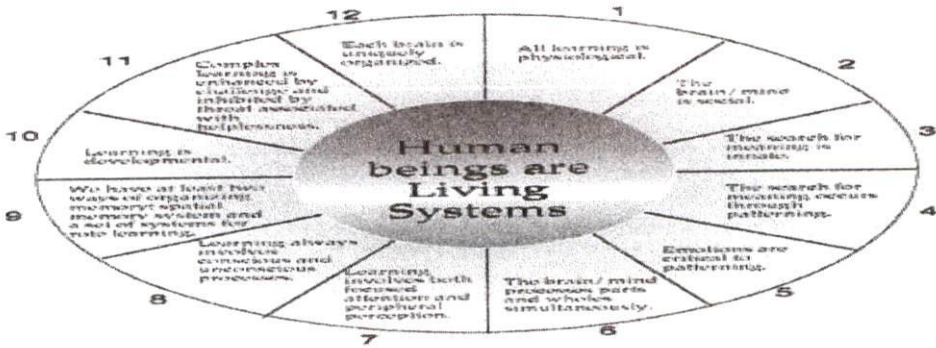 12
1
Each brain is
uniquely
organized.
All learning is
physiological.
2
The
brain/mind
is social.
3
The search for
meaning is
innate.
4
The search for
meaning occurs
through
patterning.
5
Emotions are
critical to
patterning.
6
The brain/mind
processes parts
and wholes
simultaneously.
7
Learning
involves both
focused
attention and
peripheral
perception.
8
Learning always
involves
conscious and
unconscious
processes.
9
We have at least two
ways of organizing
memory: spatial
memory system and
a set of systems for
rote learning.
10
Learning is
developmental.
11
Complex
learning is
enhanced by
challenge and
inhibited by
threat associated
with
helplessness.
Human
beings are
Living
Systems